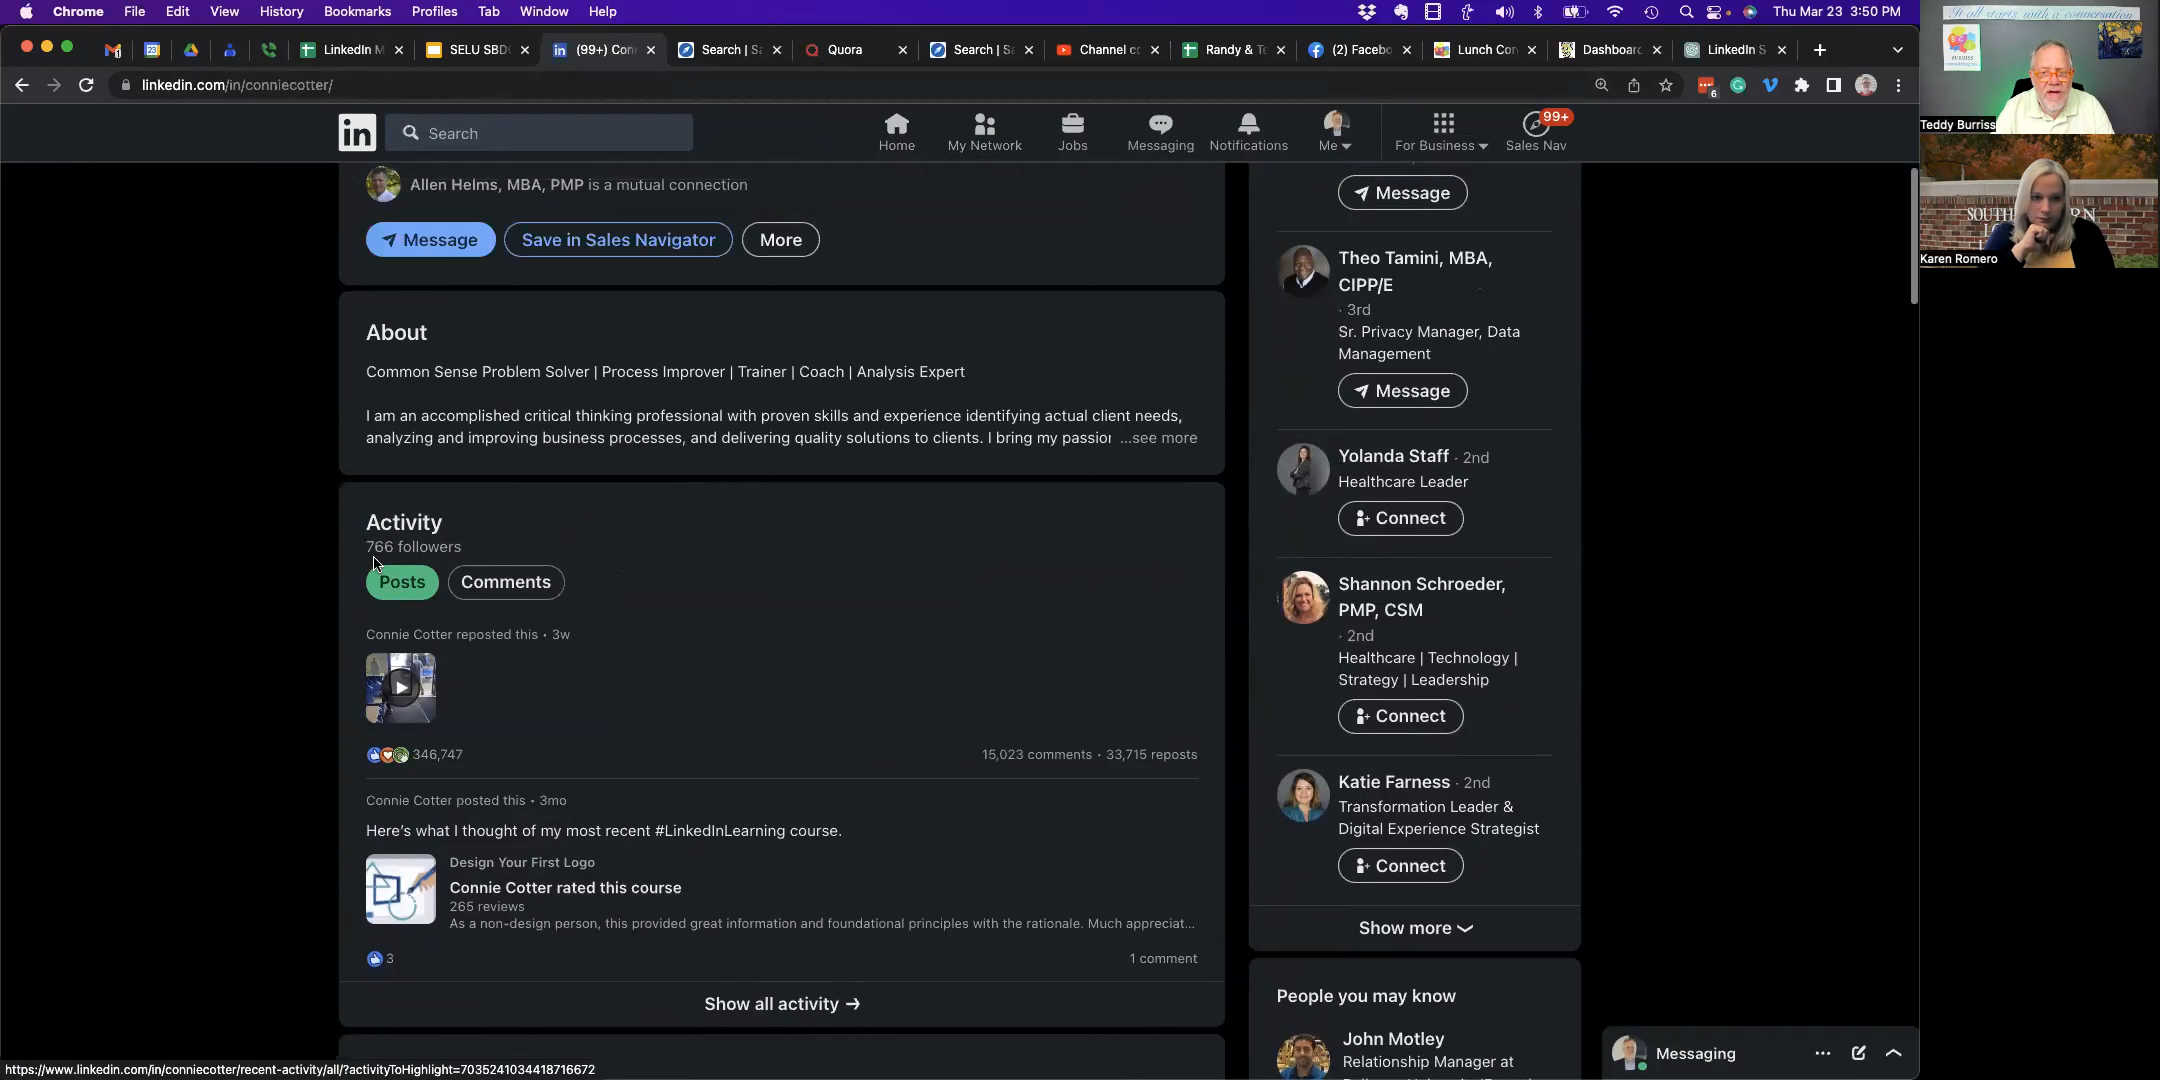 Chrome File Edit View History Bookmarks Profiles Tab Window Help Thu Mar 23 3:50 PM
LinkedIn M SELU SBD (99+) Con Search | Sa Quora Search | Sa Channel co Randy & Te (2) Facebo Lunch Con Dashboard LinkedIn S
linkedin.com/in/conniecotter/
6
in Search Home My Network Jobs Messaging Notifications Me For Business Sales Nav
99+
Allen Helms, MBA, PMP is a mutual connection
Message Save in Sales Navigator More
About
Common Sense Problem Solver | Process Improver | Trainer | Coach | Analysis Expert
I am an accomplished critical thinking professional with proven skills and experience identifying actual client needs,
analyzing and improving business processes, and delivering quality solutions to clients. I bring my passion ...see more
Activity
766 followers
Posts Comments
Connie Cotter reposted this • 3w
346,747
15,023 comments • 33,715 reposts
Connie Cotter posted this • 3mo
Here's what I thought of my most recent #LinkedInLearning course.
Design Your First Logo
Connie Cotter rated this course
265 reviews
As a non-design person, this provided great information and foundational principles with the rationale. Much appreciat...
3
1 comment
Show all activity →
Message
Theo Tamini, MBA,
CIPP/E
· 3rd
Sr. Privacy Manager, Data
Management
Message
Yolanda Staff · 2nd
Healthcare Leader
Connect
Shannon Schroeder,
PMP, CSM
· 2nd
Healthcare | Technology |
Strategy | Leadership
Connect
Katie Farness · 2nd
Transformation Leader &
Digital Experience Strategist
Connect
Show more
People you may know
John Motley
Relationship Manager at
Messaging
https://www.linkedin.com/in/conniecotter/recent-activity/all/?activityToHighlight=7035241034418716672
It all starts with a conversation
BURRISS
Teddy Burriss
Karen Romero